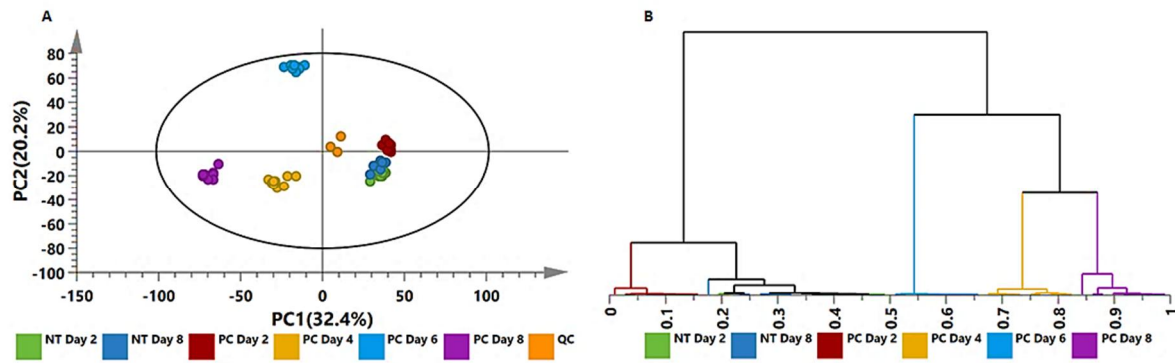 A
B
80
60
40
20
0
-20
-40
-60
-80
-100
PC2(20.2%)
-150
-100
-50
0
50
100
PC1(32.4%)
0
0.1
0.2
0.3
0.4
0.5
0.6
0.7
0.8
0.9
1
NT Day 2
NT Day 8
PC Day 2
PC Day 4
PC Day 6
PC Day 8
QC
NT Day 2
NT Day 8
PC Day 2
PC Day 4
PC Day 6
PC Day 8